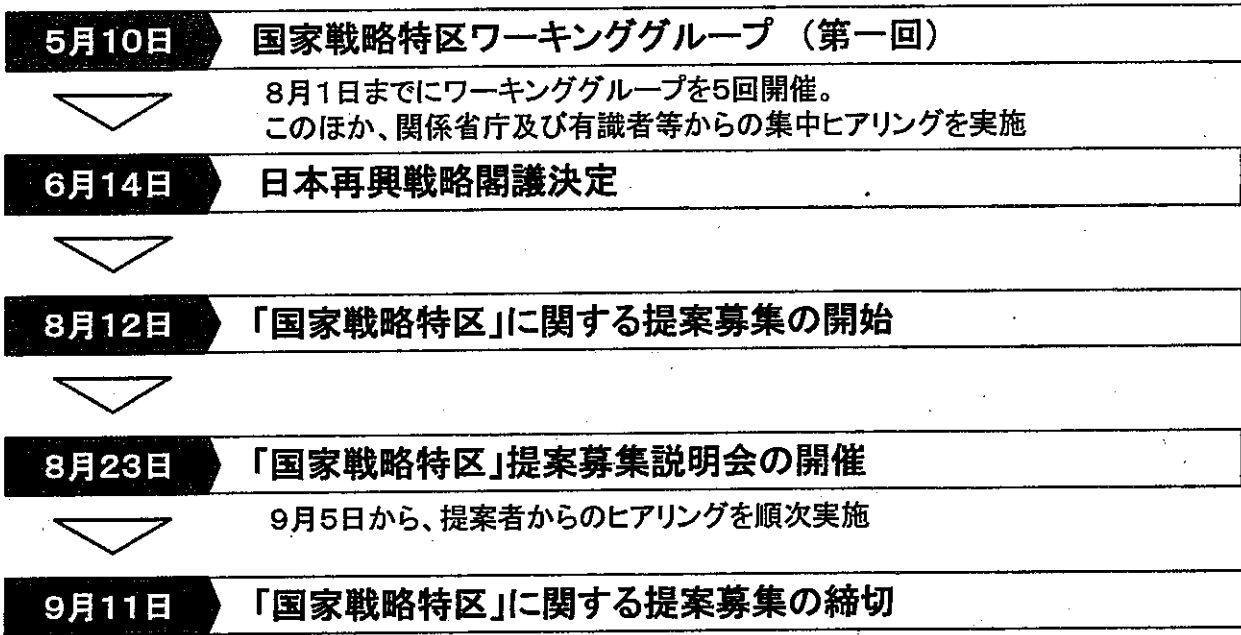 5月10日 国家戦略特区ワーキンググループ (第一回)
8月1日までにワーキンググループを5回開催。
このほか、関係省庁及び有識者等からの集中ヒアリングを実施
6月14日 日本再興戦略閣議決定
8月12日 「国家戦略特区」に関する提案募集の開始
8月23日 「国家戦略特区」提案募集説明会の開催
9月5日から、提案者からのヒアリングを順次実施
9月11日 「国家戦略特区」に関する提案募集の締切